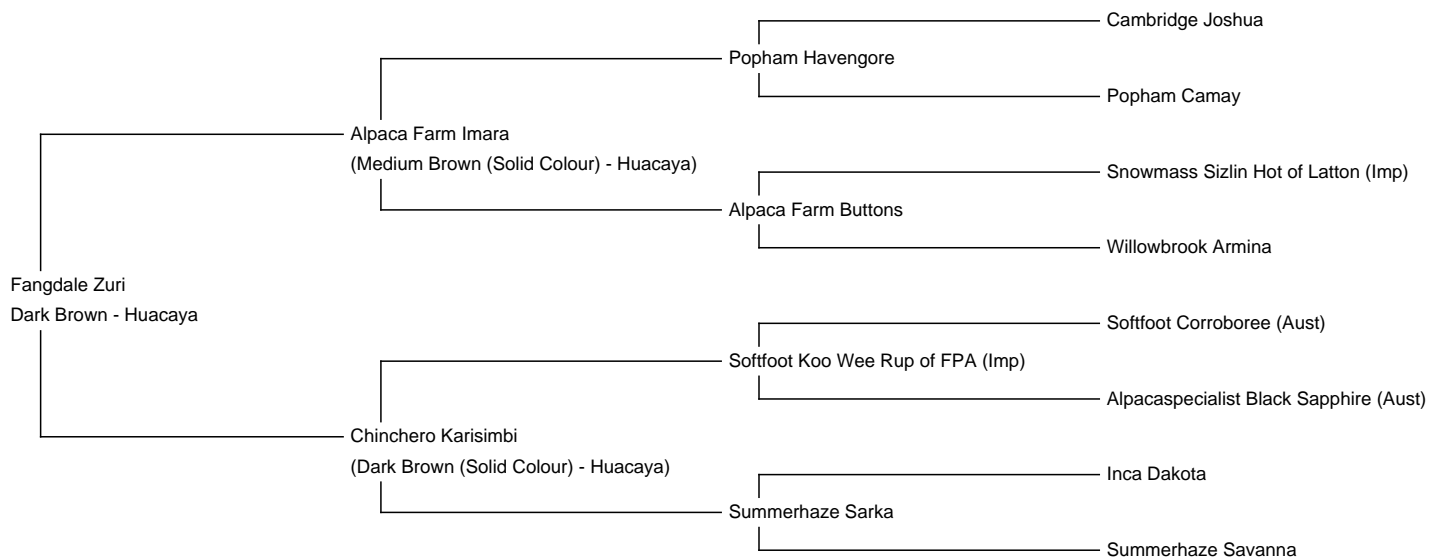 Cambridge Joshua
Popham Havengore
Popham Camay
Alpaca Farm Imara
(Medium Brown (Solid Colour) - Huacaya)
Snowmass Sizlin Hot of Latton (Imp)
Alpaca Farm Buttons
Willowbrook Armina
Fangdale Zuri
Dark Brown - Huacaya
Softfoot Corroboree (Aust)
Softfoot Koo Wee Rup of FPA (Imp)
Alpacaspecialist Black Sapphire (Aust)
Chinchero Karisimbi
(Dark Brown (Solid Colour) - Huacaya)
Inca Dakota
Summerhaze Sarka
Summerhaze Savanna